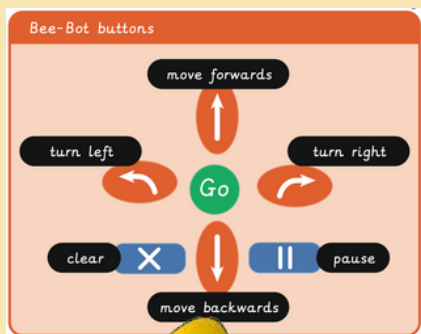 Bee-Bot buttons
move forwards
turn left
turn right
Go
clear
pause
move backwards